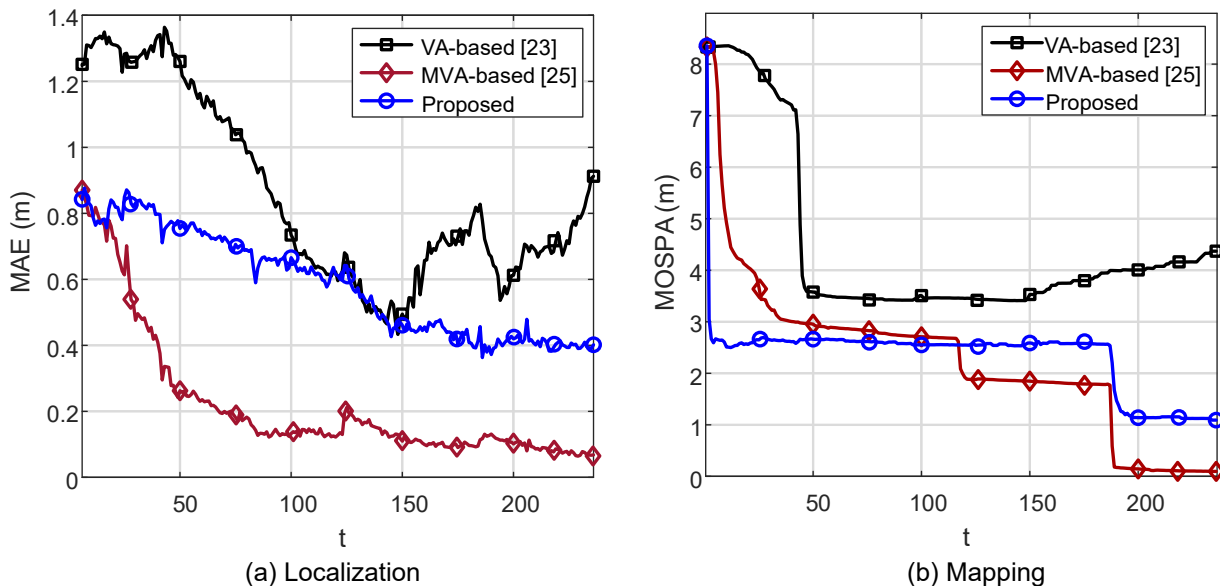 1.4
1.2
1
0.8
0.6
0.4
0.2
0
MAE (m)
VA-based [23]
MVA-based [25]
Proposed
50
100
150
200
t
(a) Localization
8
7
6
5
4
3
2
1
0
MOSPA (m)
VA-based [23]
MVA-based [25]
Proposed
50
100
150
200
t
(b) Mapping